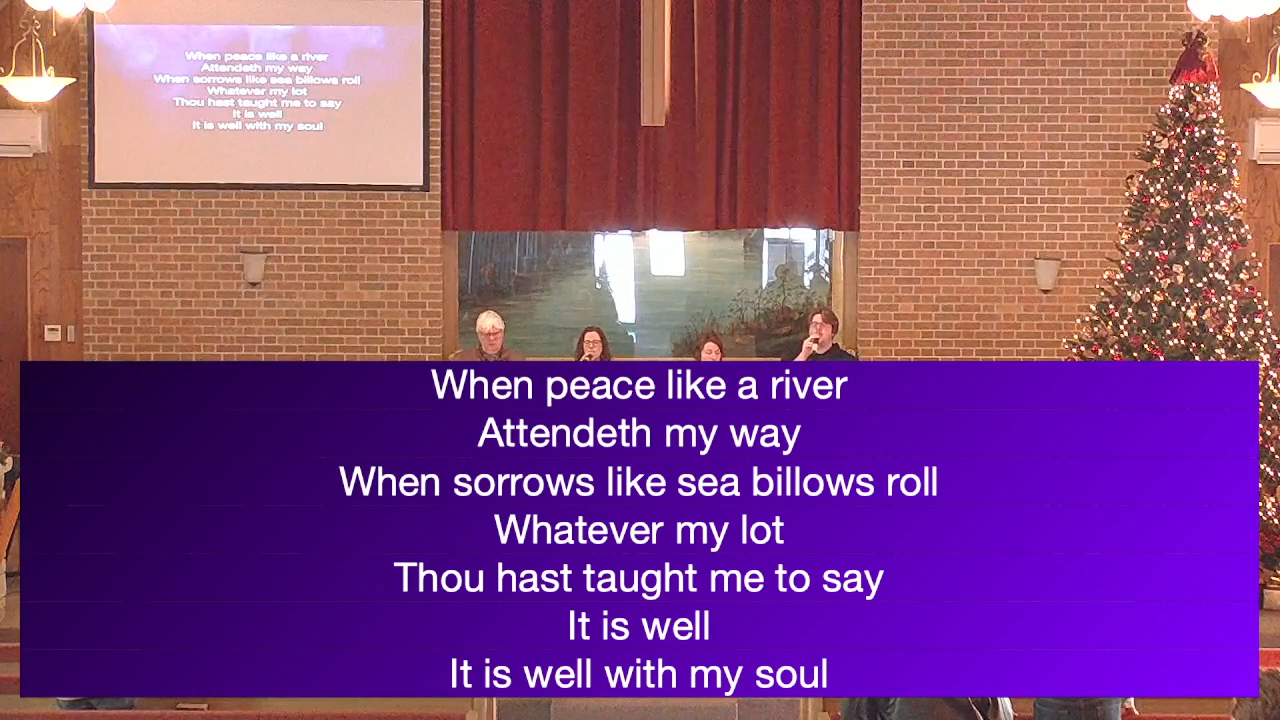 When peace like a river
Attendeth my way
When sorrows like sea billows roll
Whatever my lot
Thou hast taught me to say
It is well
It is well with my soul
When peace like a river
Attendeth my way
When sorrows like sea billows roll
Whatever my lot
Thou hast taught me to say
It is well
It is well with my soul